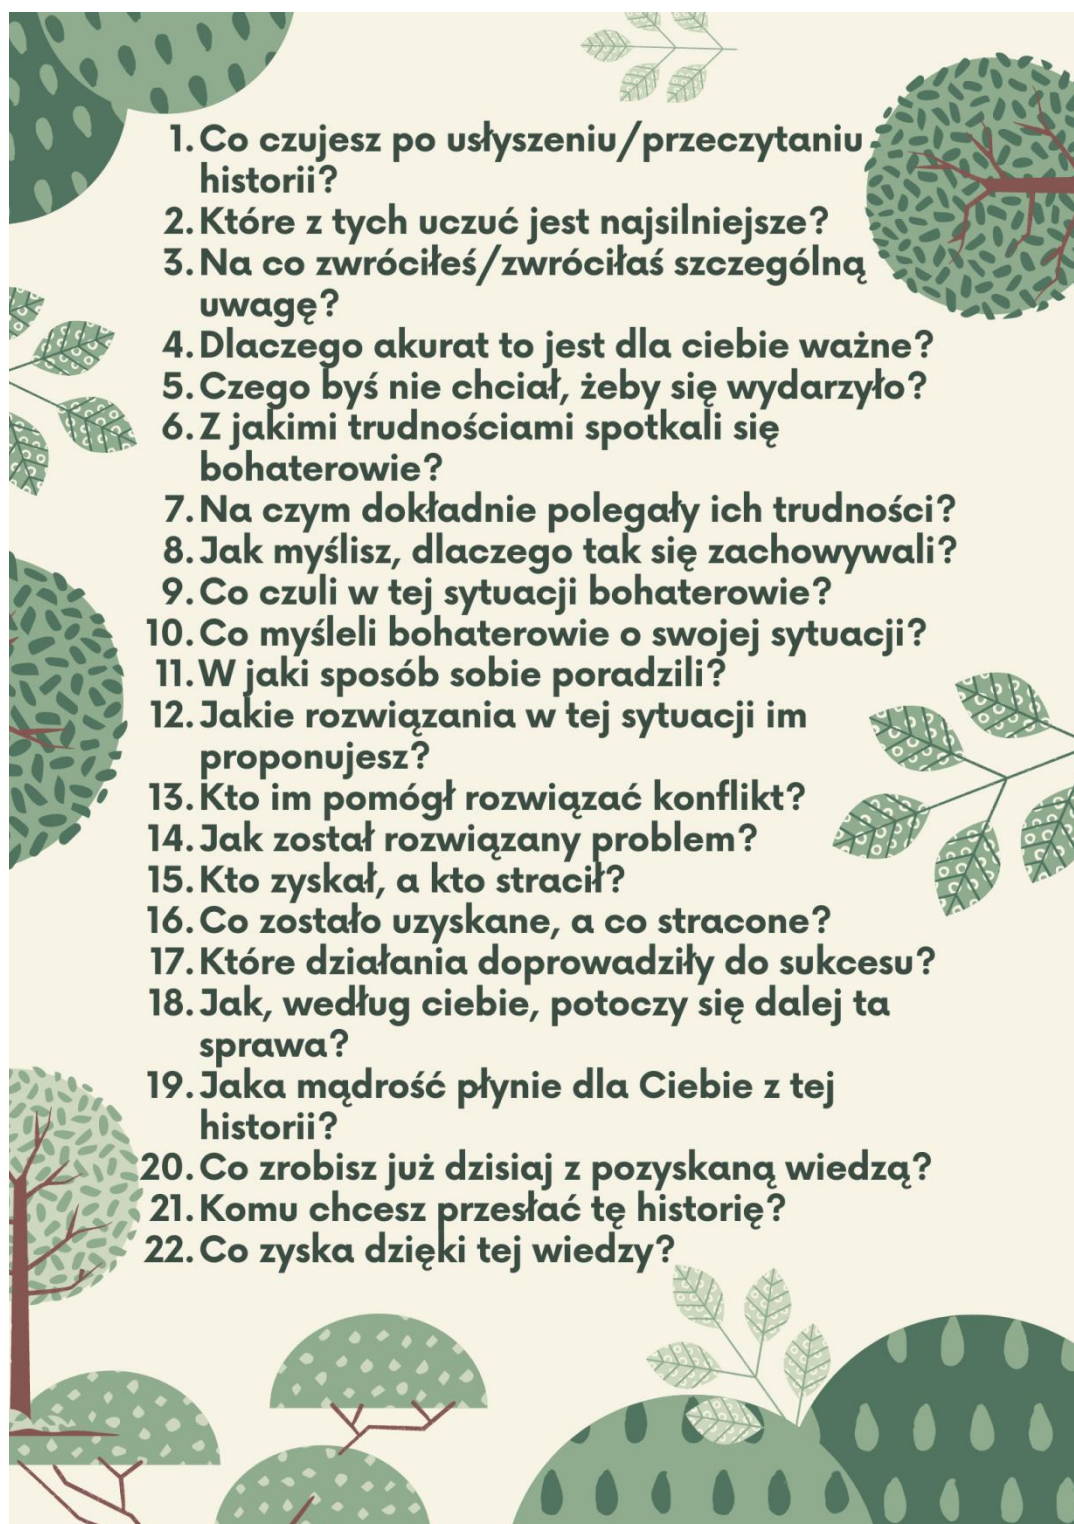 1. Co czujesz po usłyszeniu/przeczytaniu
historii?
2. Które z tych uczuć jest najsilniejsze?
3. Na co zwróciłeś/zwróciłaś szczególną
uwagę?
4. Dlaczego akurat to jest dla ciebie ważne?
5. Czego byś nie chciał, żeby się wydarzyło?
6. Z jakimi trudnościami spotkali się
bohaterowie?
7. Na czym dokładnie polegały ich trudności?
8. Jak myślisz, dlaczego tak się zachowywali?
9. Co czuli w tej sytuacji bohaterowie?
10. Co myśleli bohaterowie o swojej sytuacji?
11. W jaki sposób sobie poradzili?
12. Jakie rozwiązania w tej sytuacji im
proponujesz?
13. Kto im pomógł rozwiązać konflikt?
14. Jak został rozwiązany problem?
15. Kto zyskał, a kto stracił?
16. Co zostało uzyskane, a co stracone?
17. Które działania doprowadziły do sukcesu?
18. Jak, według ciebie, potoczy się dalej ta
sprawa?
19. Jaka mądrość płynie dla Ciebie z tej
historii?
20. Co zrobisz już dzisiaj z pozyskaną wiedzą?
21. Komu chcesz przesłać tę historię?
22. Co zyska dzięki tej wiedzy?